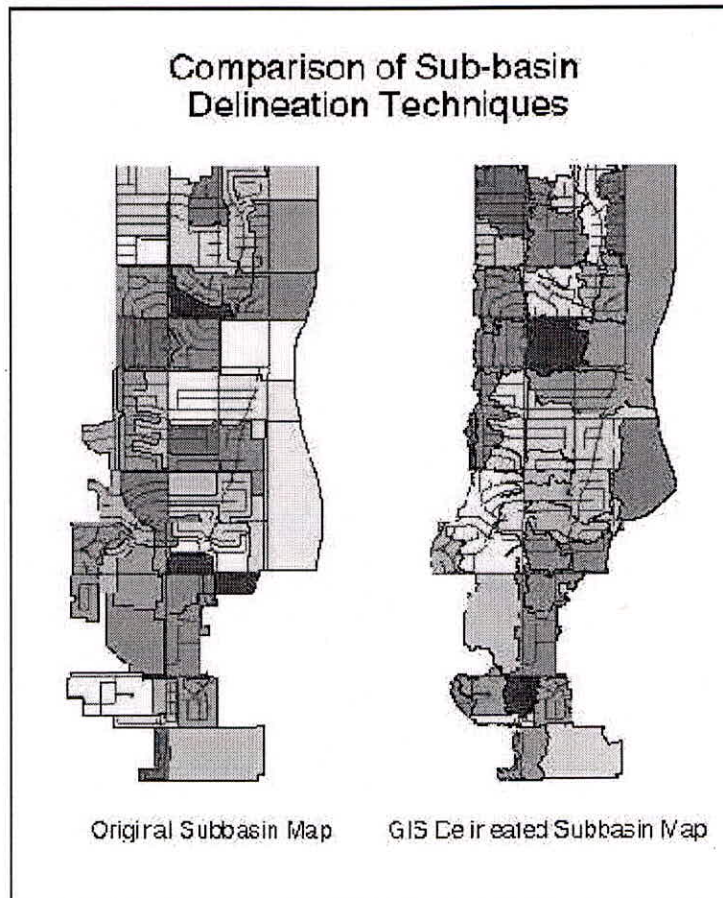 Comparison of Sub-basin
Delineation Techniques
Original Subbasin Map
GIS Delineated Subbasin Map